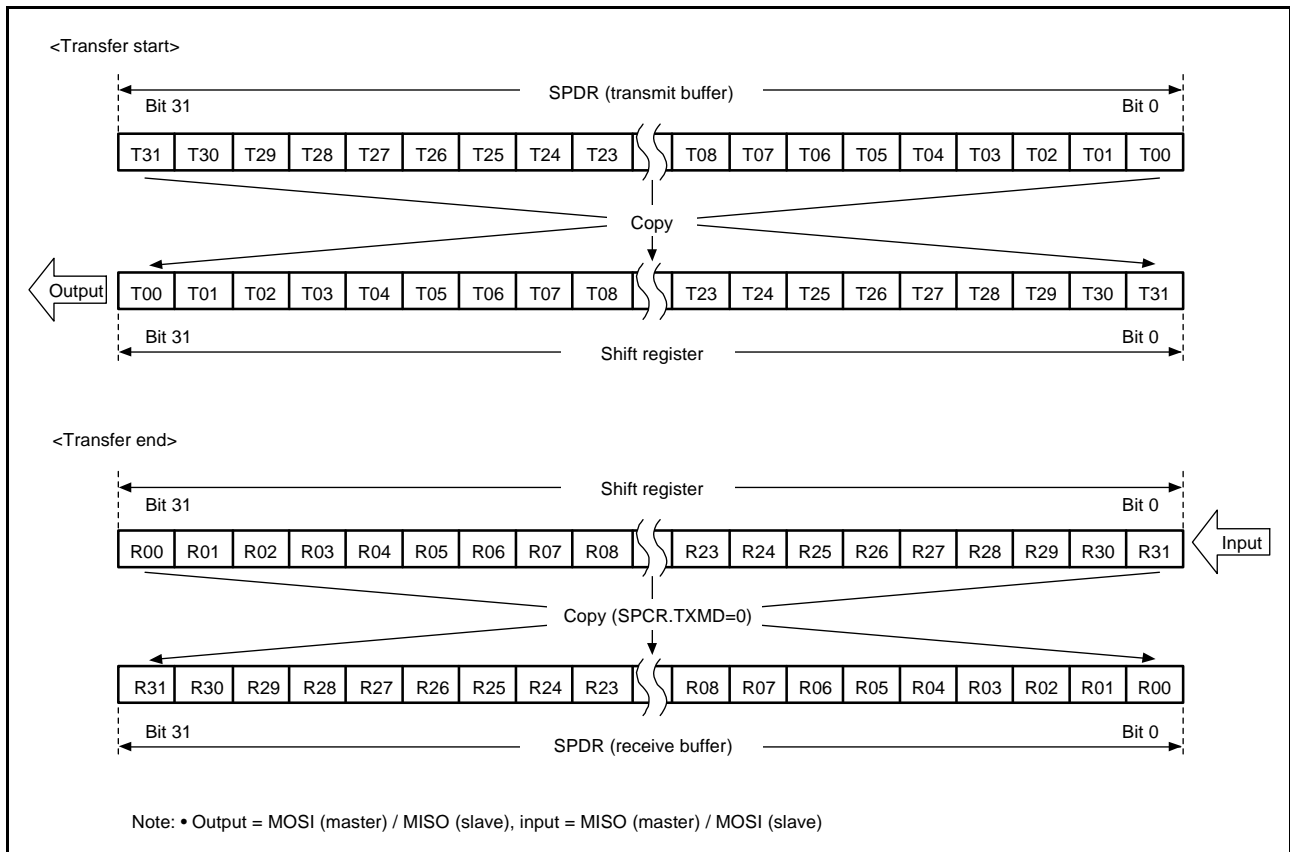 <Transfer start>
SPDR (transmit buffer)
Bit 31 Bit 0
T31 T30 T29 T28 T27 T26 T25 T24 T23 T08 T07 T06 T05 T04 T03 T02 T01 T00
Copy
Output
T00 T01 T02 T03 T04 T05 T06 T07 T08 T23 T24 T25 T26 T27 T28 T29 T30 T31
Bit 31 Bit 0
Shift register
<Transfer end>
Shift register
Bit 31 Bit 0
R00 R01 R02 R03 R04 R05 R06 R07 R08 R23 R24 R25 R26 R27 R28 R29 R30 R31
Input
Copy (SPCR.TXMD=0)
R31 R30 R29 R28 R27 R26 R25 R24 R23 R08 R07 R06 R05 R04 R03 R02 R01 R00
Bit 31 Bit 0
SPDR (receive buffer)
Note: • Output = MOSI (master) / MISO (slave), input = MISO (master) / MOSI (slave)